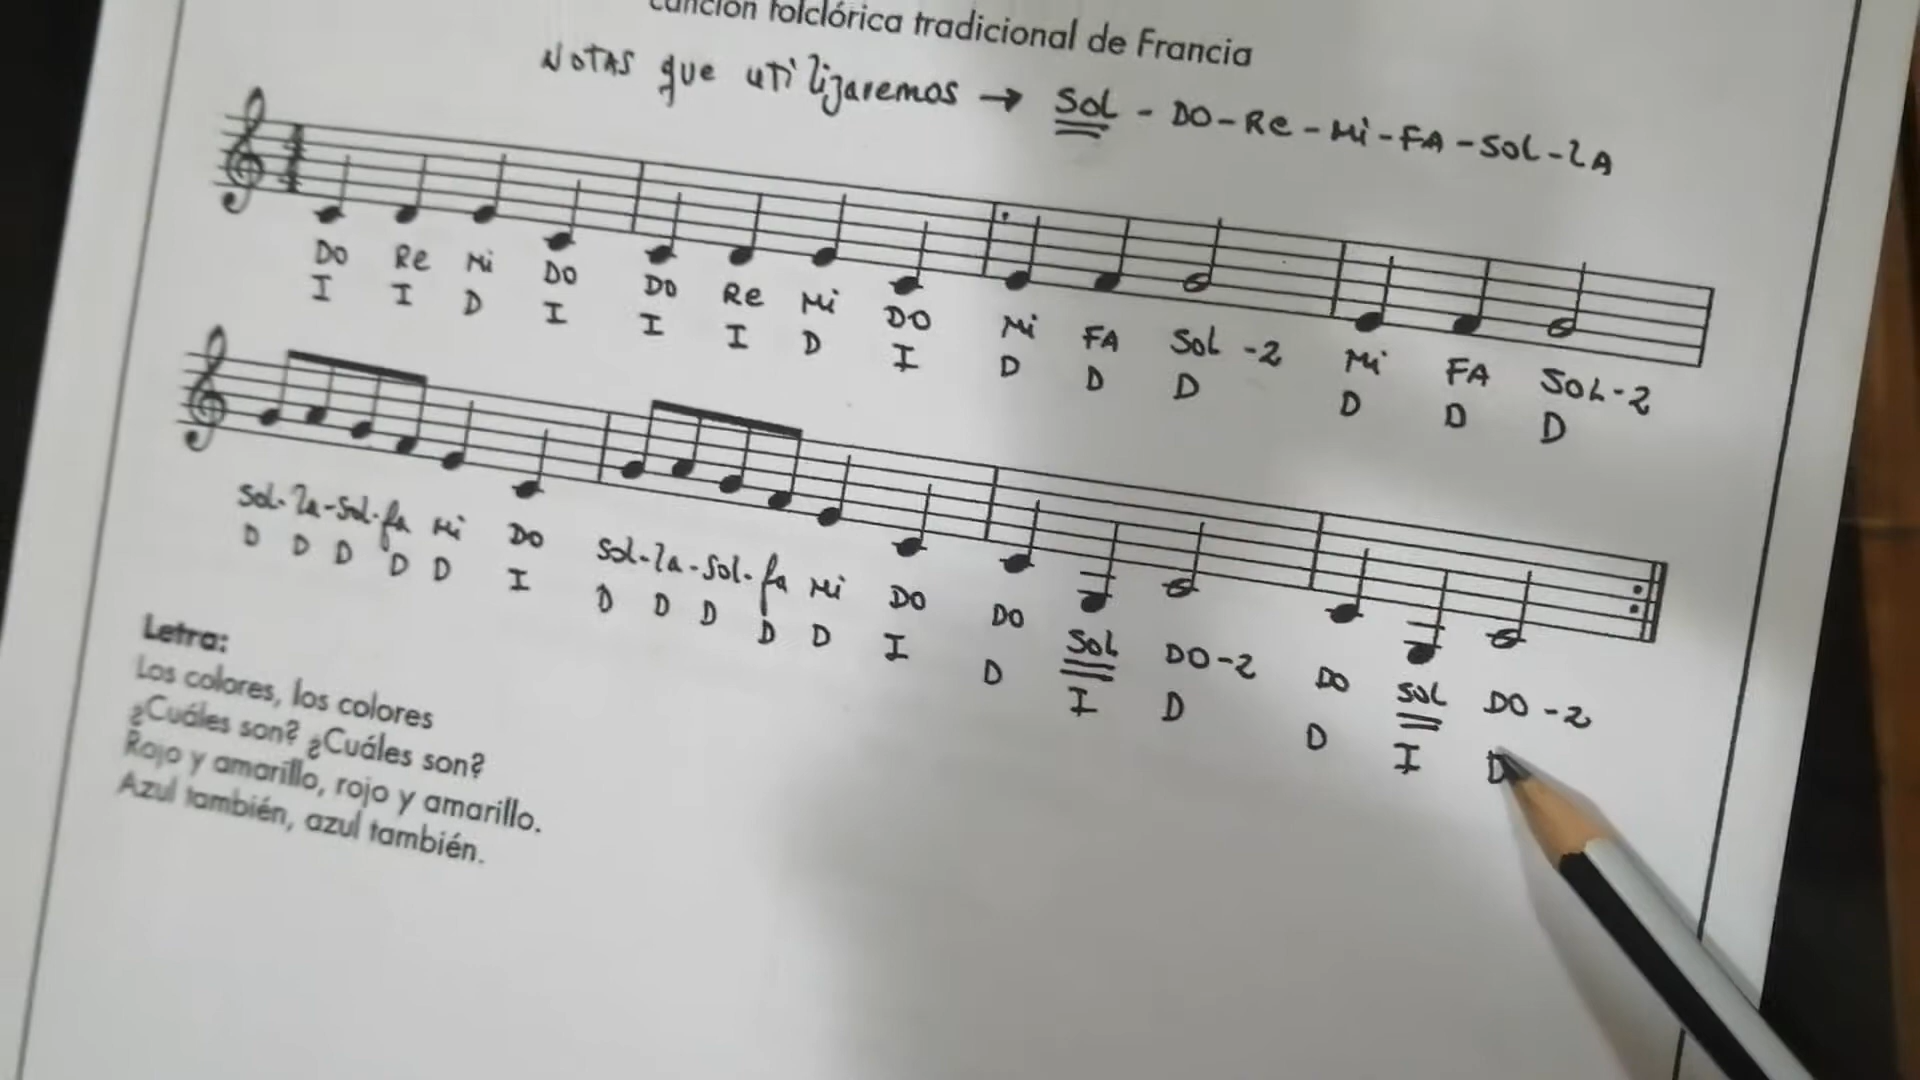 canción folclórica tradicional de Francia
NOTAS que utilizaremos → SOL - DO - Re - Mi - FA - SOL - LA
DO Re Mi DO DO Re Mi DO Mi FA SOL -2 Mi FA SOL-2
I I D I I I D I D D D D D D
Sol-la-sol-fa Mi DO Sol-la-sol-fa Mi DO DO SOL DO-2 DO SOL DO-2
D D D D D I D D D D D I D I D D I D
Letra:
Los colores, los colores
¿Cuáles son? ¿Cuáles son?
Rojo y amarillo, rojo y amarillo.
Azul también, azul también.